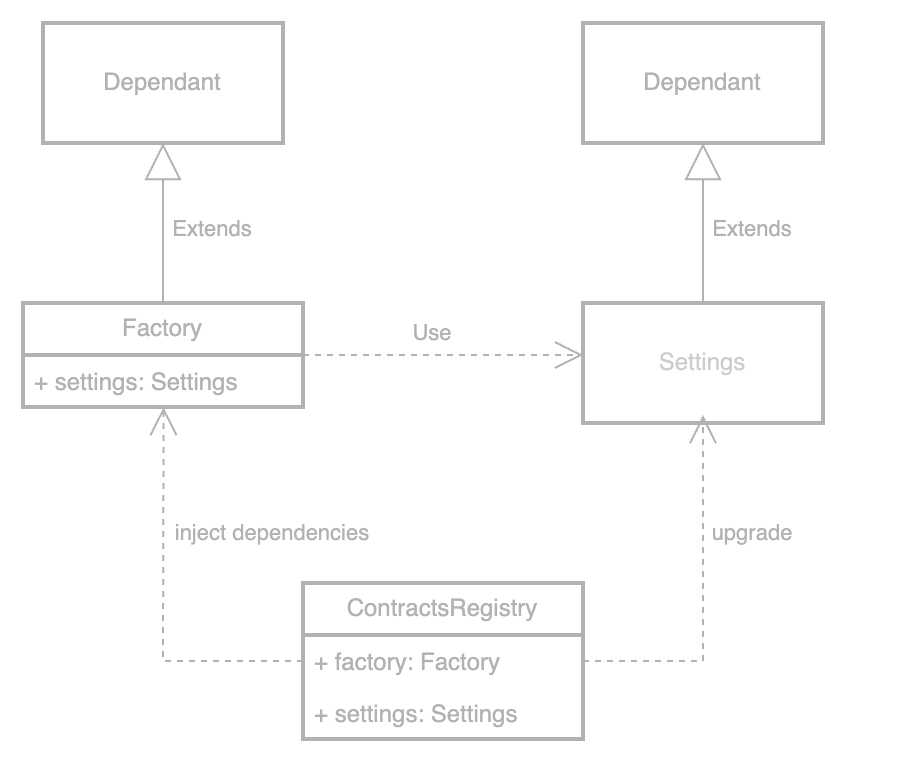 Dependant
Dependant
Extends
Extends
Factory
+ settings: Settings
Use
Settings
inject dependencies
upgrade
ContractsRegistry
+ factory: Factory
+ settings: Settings